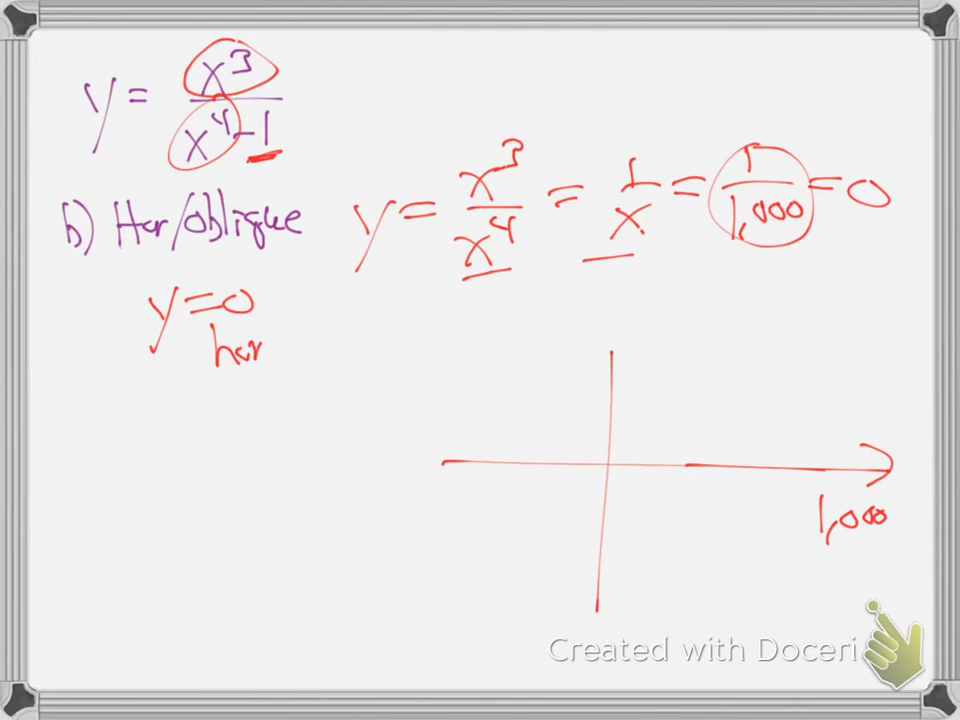 y = x³ / x⁴-1
b) Hor/oblique
y=0
hor
y = x³ / x⁴ = 1 / x = 1 / 1,000 = 0
1,000
Created with Doceri